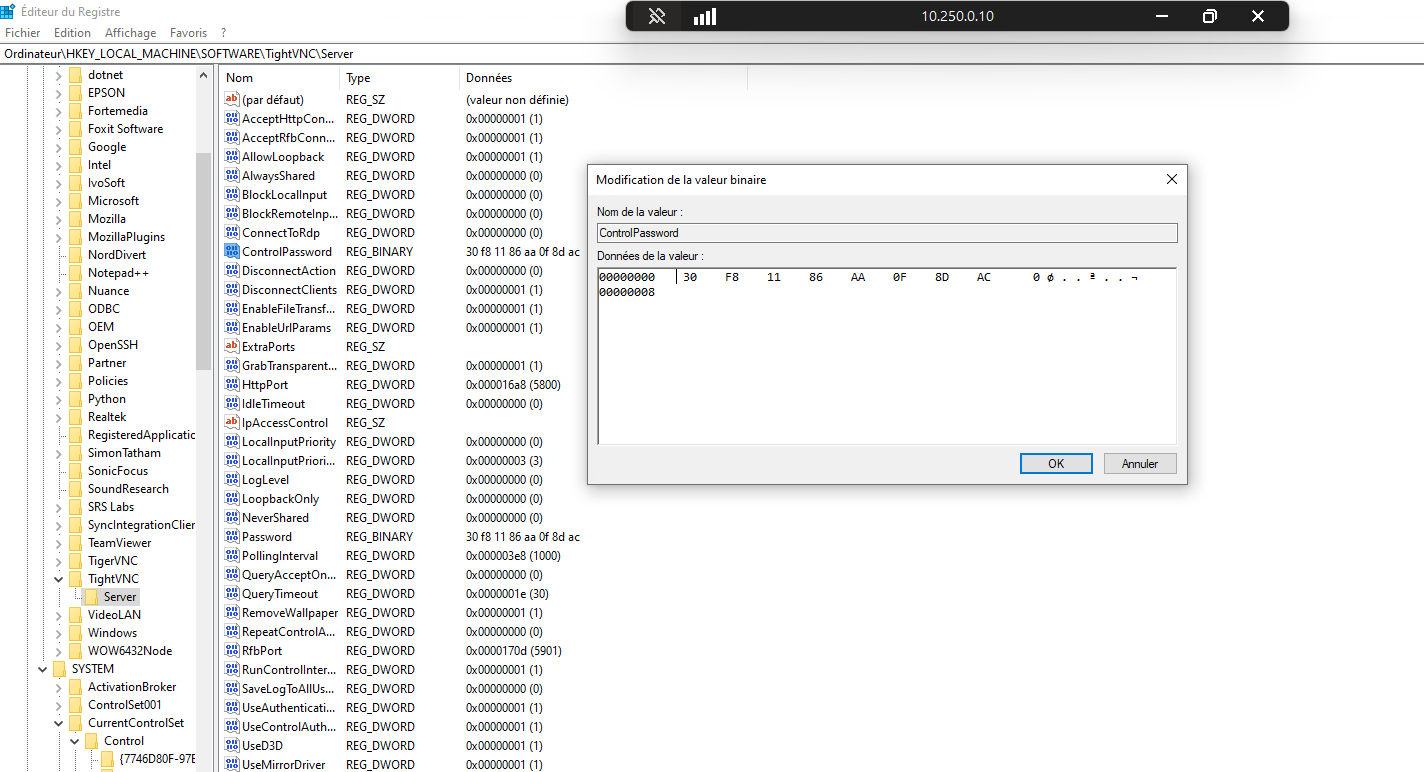 Éditeur du Registre
10.250.0.10
Fichier Edition Affichage Favoris ?
Ordinateur\HKEY_LOCAL_MACHINE\SOFTWARE\TightVNC\Server
dotnet
EPSON
Fortemedia
Foxit Software
Google
Intel
IvoSoft
Microsoft
Mozilla
MozillaPlugins
NordDivert
Notepad++
Nuance
ODBC
OEM
OpenSSH
Partner
Policies
Python
Realtek
RegisteredApplicatic
SimonTatham
SonicFocus
SoundResearch
SRS Labs
SyncIntegrationClier
TeamViewer
TigerVNC
TightVNC
Server
VideoLAN
Windows
WOW6432Node
SYSTEM
ActivationBroker
ControlSet001
CurrentControlSet
Control
{7746D80F-97E
Nom Type Données
(par défaut) REG_SZ (valeur non définie)
AcceptHttpCon... REG_DWORD 0x00000001 (1)
AcceptRfbConn... REG_DWORD 0x00000001 (1)
AllowLoopback REG_DWORD 0x00000001 (1)
AlwaysShared REG_DWORD 0x00000000 (0)
BlockLocalInput REG_DWORD 0x00000000 (0)
BlockRemoteInp... REG_DWORD 0x00000000 (0)
ConnectToRdp REG_DWORD 0x00000000 (0)
ControlPassword REG_BINARY 30 f8 11 86 aa 0f 8d ac
DisconnectAction REG_DWORD 0x00000000 (0)
DisconnectClients REG_DWORD 0x00000001 (1)
EnableFileTransf... REG_DWORD 0x00000001 (1)
EnableUrlParams REG_DWORD 0x00000001 (1)
ExtraPorts REG_SZ
GrabTransparent... REG_DWORD 0x00000001 (1)
HttpPort REG_DWORD 0x000016a8 (5800)
IdleTimeout REG_DWORD 0x00000000 (0)
IpAccessControl REG_SZ
LocalInputPriority REG_DWORD 0x00000000 (0)
LocalInputPriori... REG_DWORD 0x00000003 (3)
LogLevel REG_DWORD 0x00000000 (0)
LoopbackOnly REG_DWORD 0x00000000 (0)
NeverShared REG_DWORD 0x00000000 (0)
Password REG_BINARY 30 f8 11 86 aa 0f 8d ac
PollingInterval REG_DWORD 0x000003e8 (1000)
QueryAcceptOn... REG_DWORD 0x00000000 (0)
QueryTimeout REG_DWORD 0x0000001e (30)
RemoveWallpaper REG_DWORD 0x00000001 (1)
RepeatControlA... REG_DWORD 0x00000000 (0)
RfbPort REG_DWORD 0x0000170d (5901)
RunControlInter... REG_DWORD 0x00000001 (1)
SaveLogToAllUs... REG_DWORD 0x00000000 (0)
UseAuthenticati... REG_DWORD 0x00000001 (1)
UseControlAuth... REG_DWORD 0x00000001 (1)
UseD3D REG_DWORD 0x00000001 (1)
UseMirrorDriver REG_DWORD 0x00000001 (1)
Modification de la valeur binaire
Nom de la valeur :
ControlPassword
Données de la valeur :
00000000 30 F8 11 86 AA 0F 8D AC 0 ø . . ª . . ¬
00000008
OK Annuler